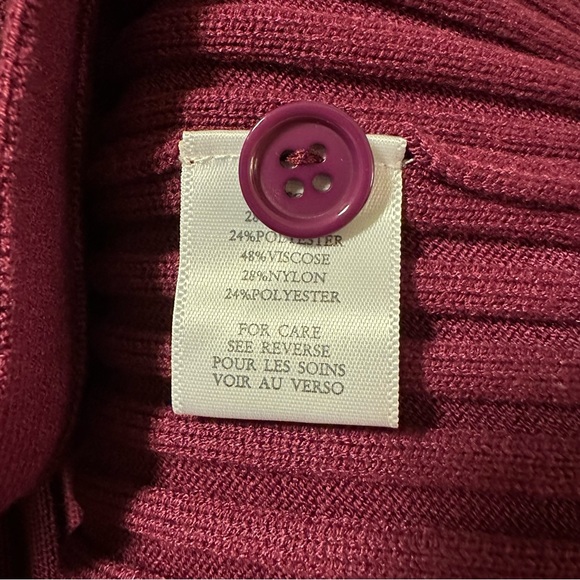 24%POLYESTER
48%VISCOSE
28%NYLON
24%POLYESTER
FOR CARE
SEE REVERSE
POUR LES SOINS
VOIR AU VERSO